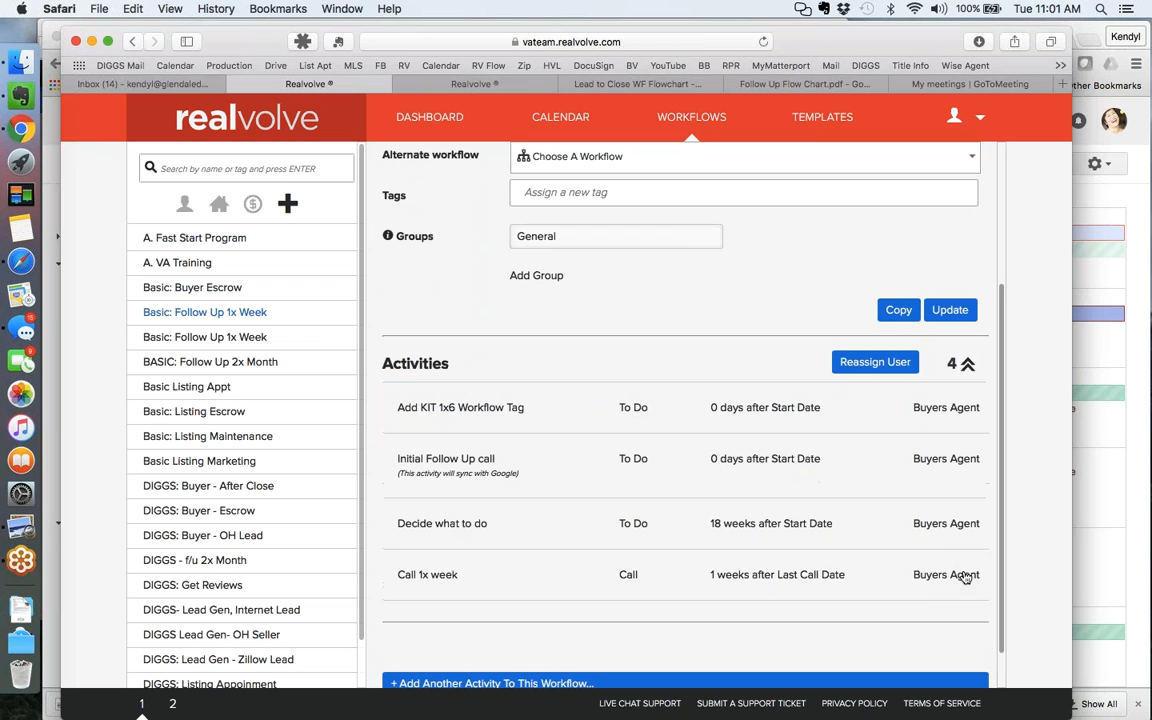 Safari File Edit View History Bookmarks Window Help 100% Tue 11:01 AM
vateam.realvolve.com Kendyl
DIGGS Mail Calendar Production Drive List Apt MLS FB RV Calendar RV Flow Zip HVL DocuSign BV YouTube BB RPR MyMatterport Mail DIGGS Title Info Wise Agent
Inbox (4) - kendyl@glendaled... Realvolve ® Realvolve ® Lead to Close WF Flowchart -... Follow Up Flow Chart.pdf - Go... My meetings | GoToMeeting
ther Bookmarks
realvolve DASHBOARD CALENDAR WORKFLOWS TEMPLATES
Search by name or tag and press ENTER
A. Fast Start Program
A. VA Training
Basic: Buyer Escrow
Basic: Follow Up 1x Week
Basic: Follow Up 1x Week
BASIC: Follow Up 2x Month
Basic Listing Appt
Basic: Listing Escrow
Basic: Listing Maintenance
Basic Listing Marketing
DIGGS: Buyer - After Close
DIGGS: Buyer - Escrow
DIGGS: Buyer - OH Lead
DIGGS - f/u 2x Month
DIGGS: Get Reviews
DIGGS- Lead Gen, Internet Lead
DIGGS Lead Gen- OH Seller
DIGGS: Lead Gen - Zillow Lead
DIGGS: Listing Appoinment
1 2
Alternate workflow Choose A Workflow
Tags Assign a new tag
Groups General
Add Group
Copy Update
Activities Reassign User 4
Add KIT 1x6 Workflow Tag To Do 0 days after Start Date Buyers Agent
Initial Follow Up call To Do 0 days after Start Date Buyers Agent
(This activity will sync with Google)
Decide what to do To Do 18 weeks after Start Date Buyers Agent
Call 1x week Call 1 weeks after Last Call Date Buyers Agent
+ Add Another Activity To This Workflow...
LIVE CHAT SUPPORT SUBMIT A SUPPORT TICKET PRIVACY POLICY TERMS OF SERVICE
Show All